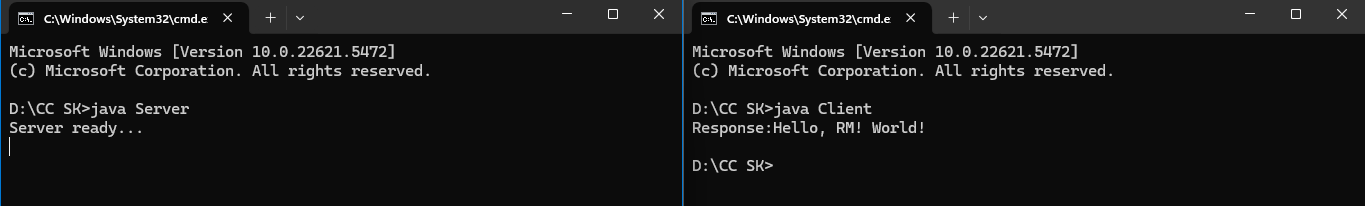 C:\Windows\System32\cmd.e
Microsoft Windows [Version 10.0.22621.5472]
(c) Microsoft Corporation. All rights reserved.
D:\CC SK>java Server
Server ready...
C:\Windows\System32\cmd.e
Microsoft Windows [Version 10.0.22621.5472]
(c) Microsoft Corporation. All rights reserved.
D:\CC SK>java Client
Response:Hello, RM! World!
D:\CC SK>